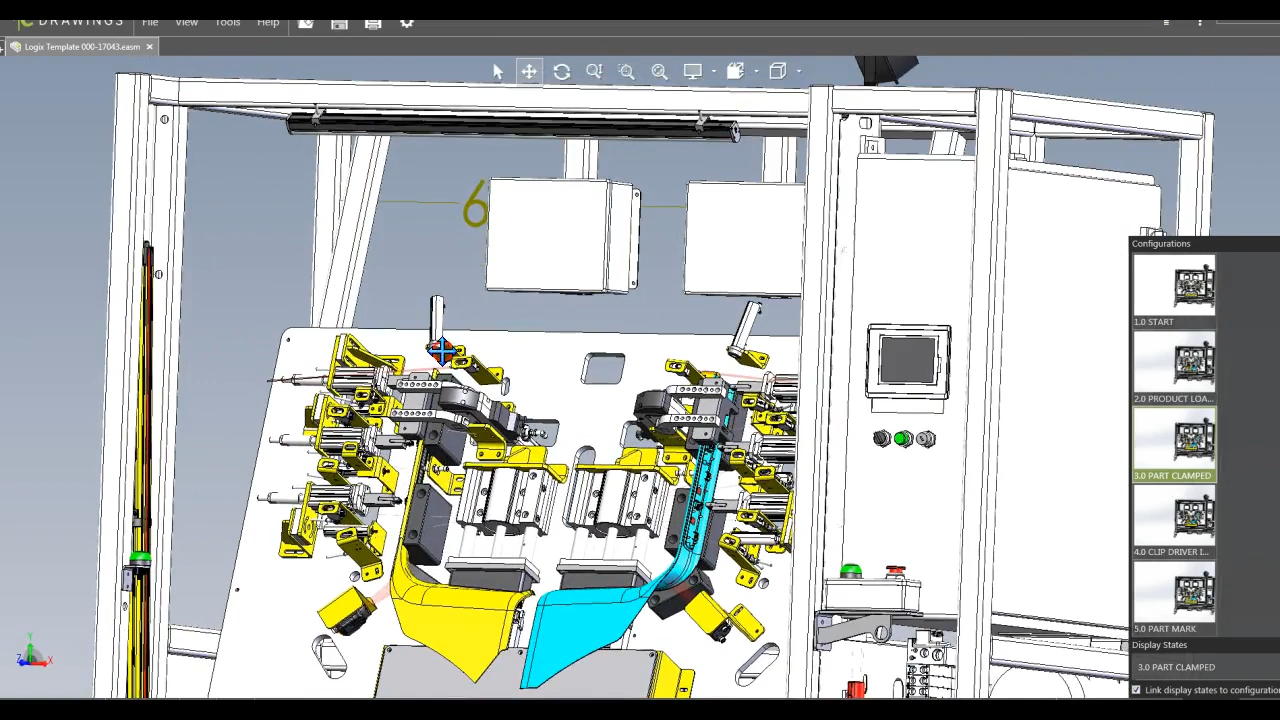 DRAWINGS File View Tools Help
Logix Template 000-17043.easm
6
Configurations
1.0 START
2.0 PRODUCT LOA...
3.0 PART CLAMPED
4.0 CLIP DRIVER I...
5.0 PART MARK
Display States
3.0 PART CLAMPED
Link display states to configuration
Y
Z X